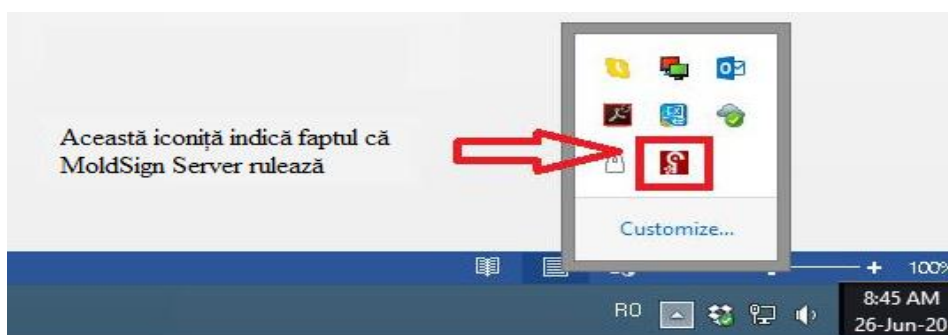 Această iconiță indică faptul că
MoldSign Server rulează
Customize...
100%
RO
8:45 AM
26-Jun-20